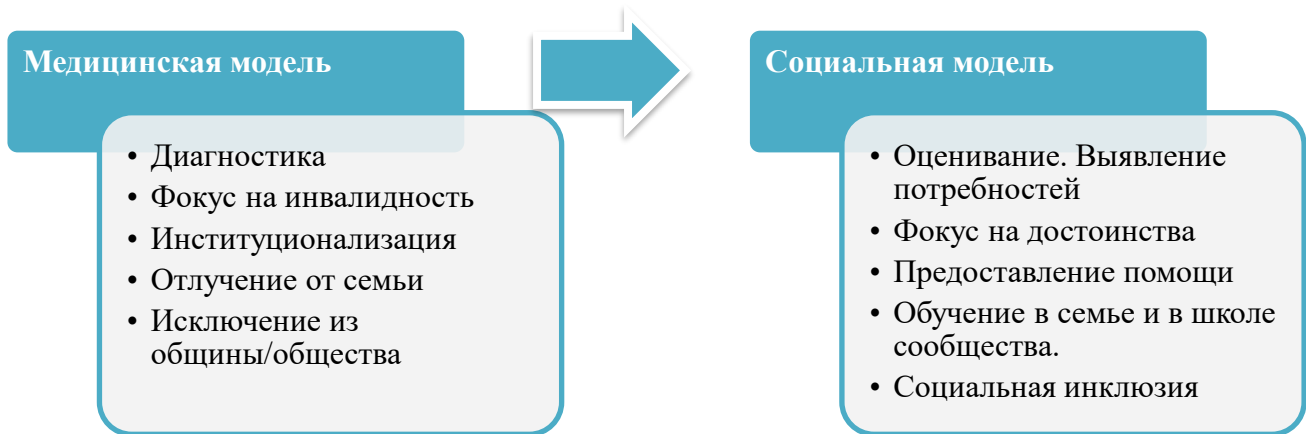 Медицинская модель
• Диагностика
• Фокус на инвалидность
• Институционализация
• Отлучение от семьи
• Исключение из
общины/общества
Социальная модель
• Оценивание. Выявление
потребностей
• Фокус на достоинства
• Предоставление помощи
• Обучение в семье и в школе
сообщества.
• Социальная инклюзия